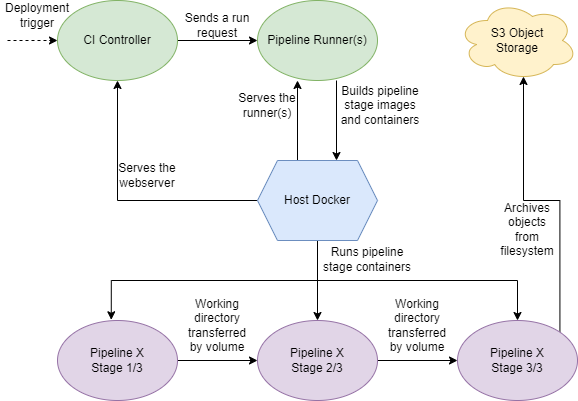 Deployment
trigger
CI Controller
Sends a run
request
Pipeline Runner(s)
S3 Object
Storage
Serves the
runner(s)
Builds pipeline
stage images
and containers
Serves the
webserver
Host Docker
Archives
objects
from
filesystem
Runs pipeline
stage containers
Working
directory
transferred
by volume
Working
directory
transferred
by volume
Pipeline X
Stage 1/3
Pipeline X
Stage 2/3
Pipeline X
Stage 3/3